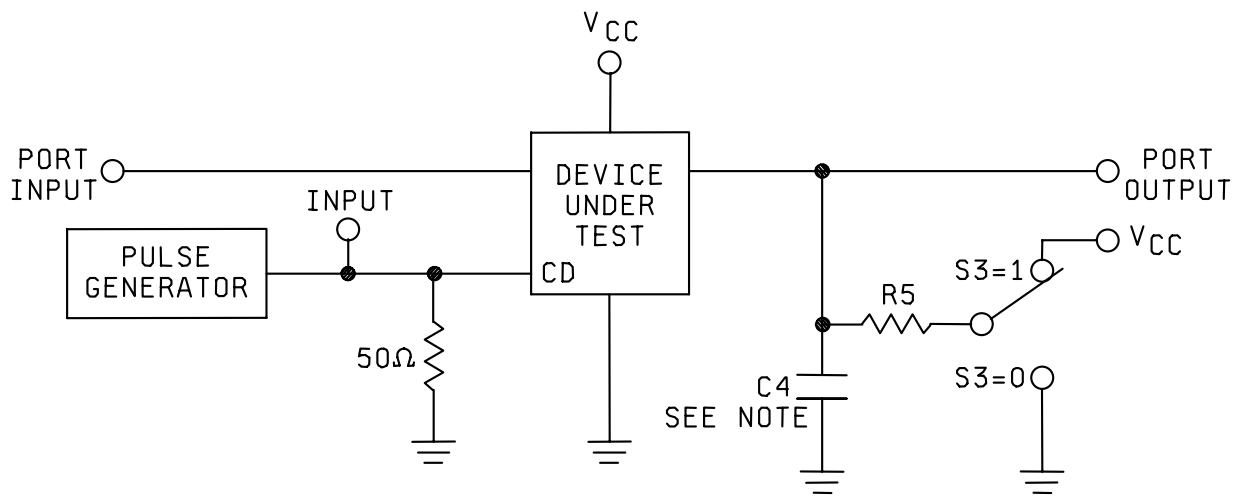 VCC
PORT
INPUT
INPUT
PULSE
GENERATOR
50Ω
DEVICE
UNDER
TEST
CD
PORT
OUTPUT
VCC
S3=1
R5
S3=0
C4
SEE NOTE